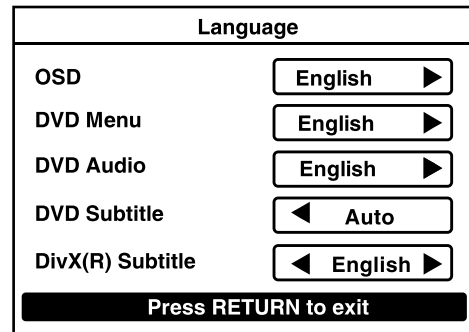 Language
OSD English ▶
DVD Menu English ▶
DVD Audio English ▶
DVD Subtitle ◀ Auto
DivX(R) Subtitle ◀ English ▶
Press RETURN to exit